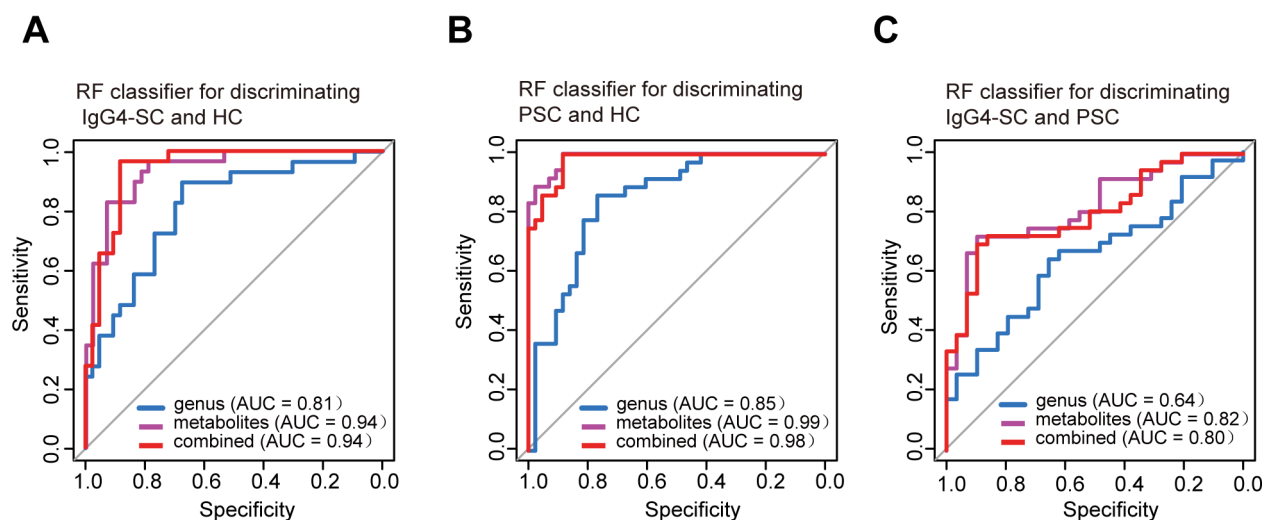 A
RF classifier for discriminating
IgG4-SC and HC
Sensitivity
0.0 0.2 0.4 0.6 0.8 1.0
genus (AUC = 0.81）
metabolites (AUC = 0.94）
combined (AUC = 0.94）
1.0 0.8 0.6 0.4 0.2 0.0
Specificity
B
RF classifier for discriminating
PSC and HC
Sensitivity
0.0 0.2 0.4 0.6 0.8 1.0
genus (AUC = 0.85）
metabolites (AUC = 0.99）
combined (AUC = 0.98）
1.0 0.8 0.6 0.4 0.2 0.0
Specificity
C
RF classifier for discriminating
IgG4-SC and PSC
Sensitivity
0.0 0.2 0.4 0.6 0.8 1.0
genus (AUC = 0.64）
metabolites (AUC = 0.82）
combined (AUC = 0.80）
1.0 0.8 0.6 0.4 0.2 0.0
Specificity